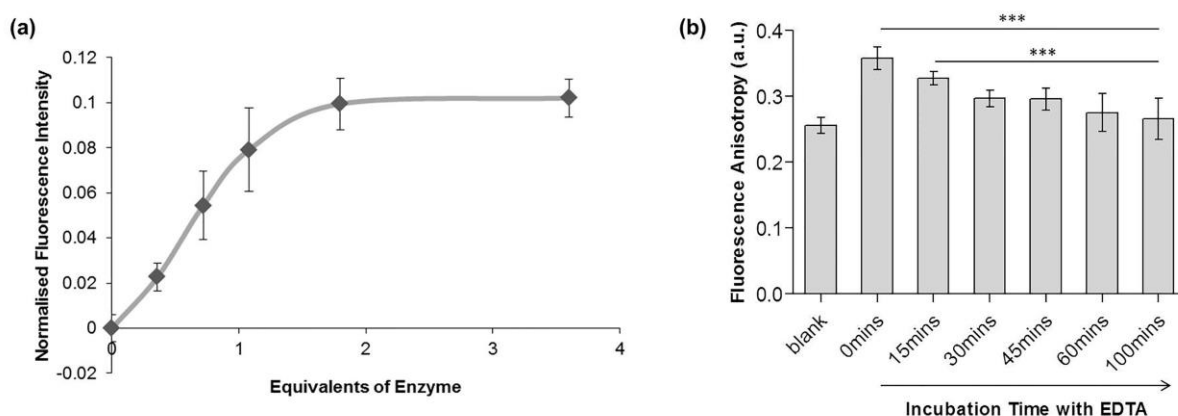 (a)
Normalised Fluorescence Intensity
0.12
0.1
0.08
0.06
0.04
0.02
0
-0.02
0
1
2
3
4
Equivalents of Enzyme
(b)
Fluorescence Anisotropy (a.u.)
0.4
0.3
0.2
0.1
0.0
***
***
blank
0mins
15mins
30mins
45mins
60mins
100mins
Incubation Time with EDTA